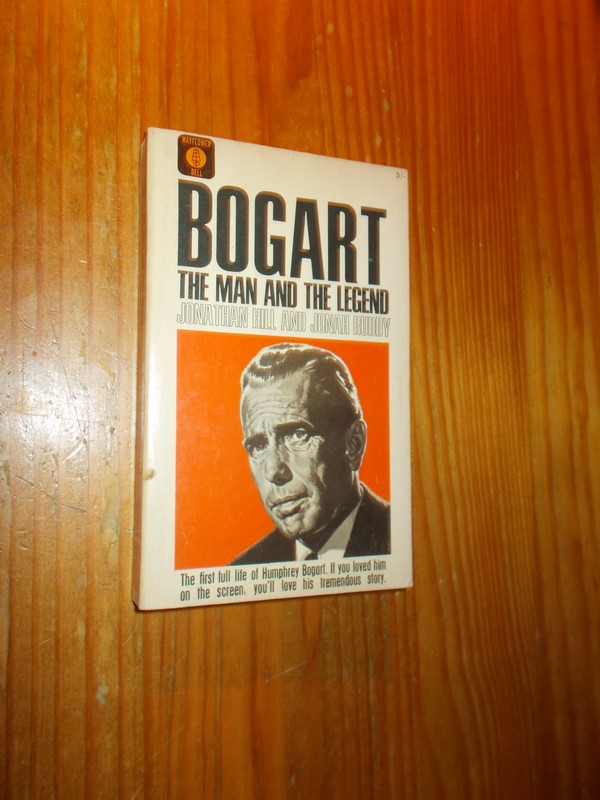 MAYFLOWER
DELL
5/-
BOGART
THE MAN AND THE LEGEND
JONATHAN HILL AND JONAH RUDDY
The first full life of Humphrey Bogart. If you loved him
on the screen, you'll love his tremendous story.